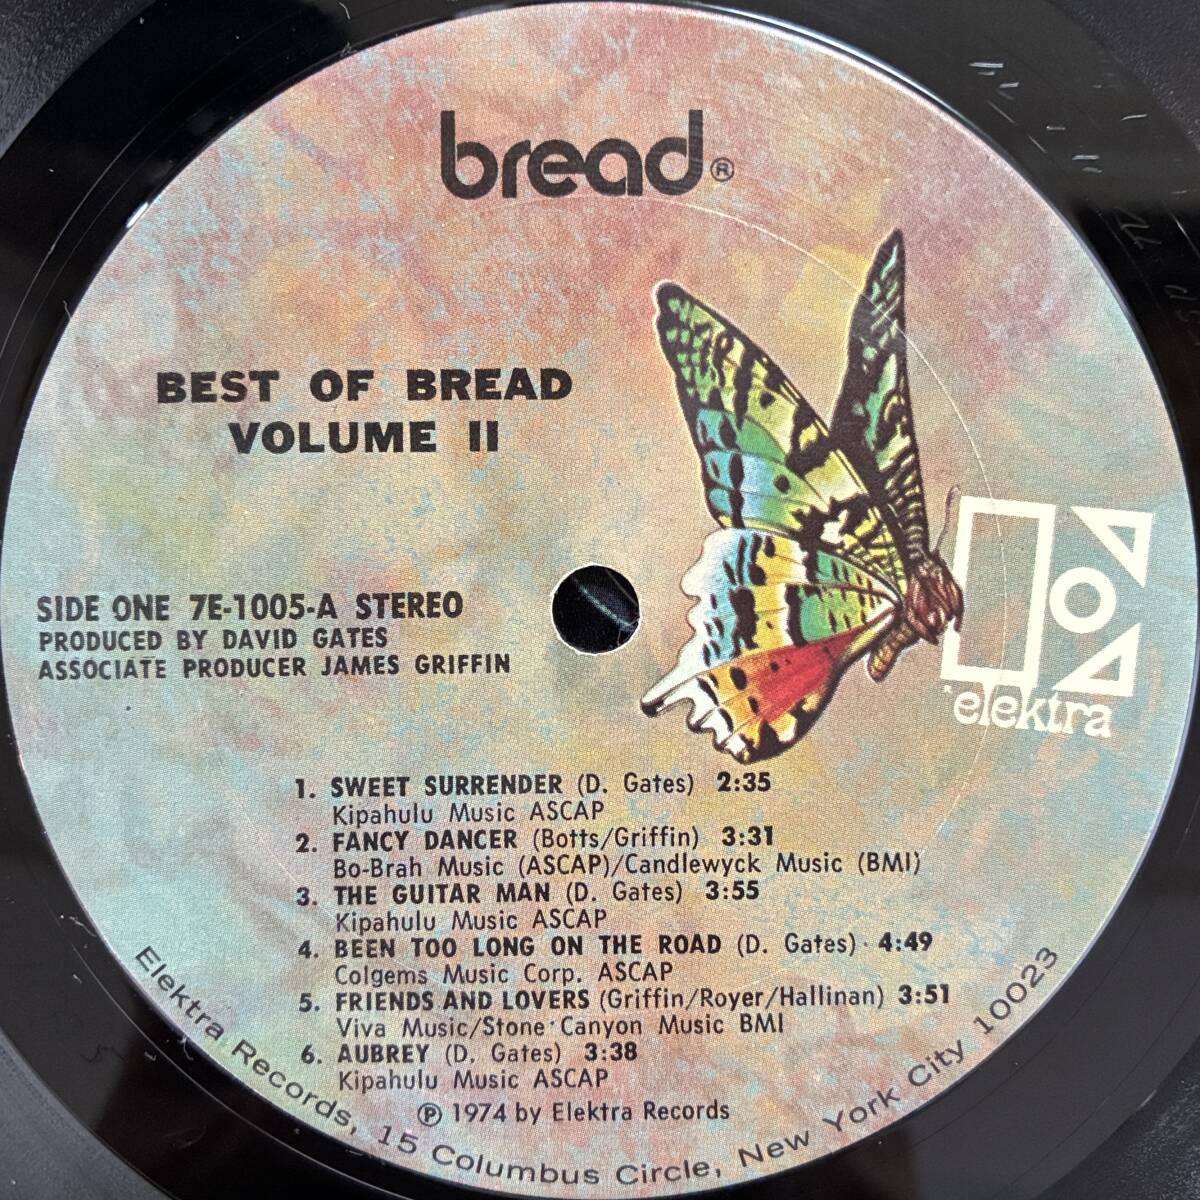 bread®
BEST OF BREAD
VOLUME II
SIDE ONE 7E-1005-A STEREO
PRODUCED BY DAVID GATES
ASSOCIATE PRODUCER JAMES GRIFFIN
elektra
1. SWEET SURRENDER (D. Gates) 2:35
Kipahulu Music ASCAP
2. FANCY DANCER (Botts/Griffin) 3:31
Bo-Brah Music (ASCAP)/Candlewyck Music (BMI)
3. THE GUITAR MAN (D. Gates) 3:55
Kipahulu Music ASCAP
4. BEEN TOO LONG ON THE ROAD (D. Gates) 4:49
Colgems Music Corp. ASCAP
5. FRIENDS AND LOVERS (Griffin/Royer/Hallinan) 3:51
Viva Music/Stone Canyon Music BMI
6. AUBREY (D. Gates) 3:38
Kipahulu Music ASCAP
℗ 1974 by Elektra Records
Elektra Records, 15 Columbus Circle, New York City 10023